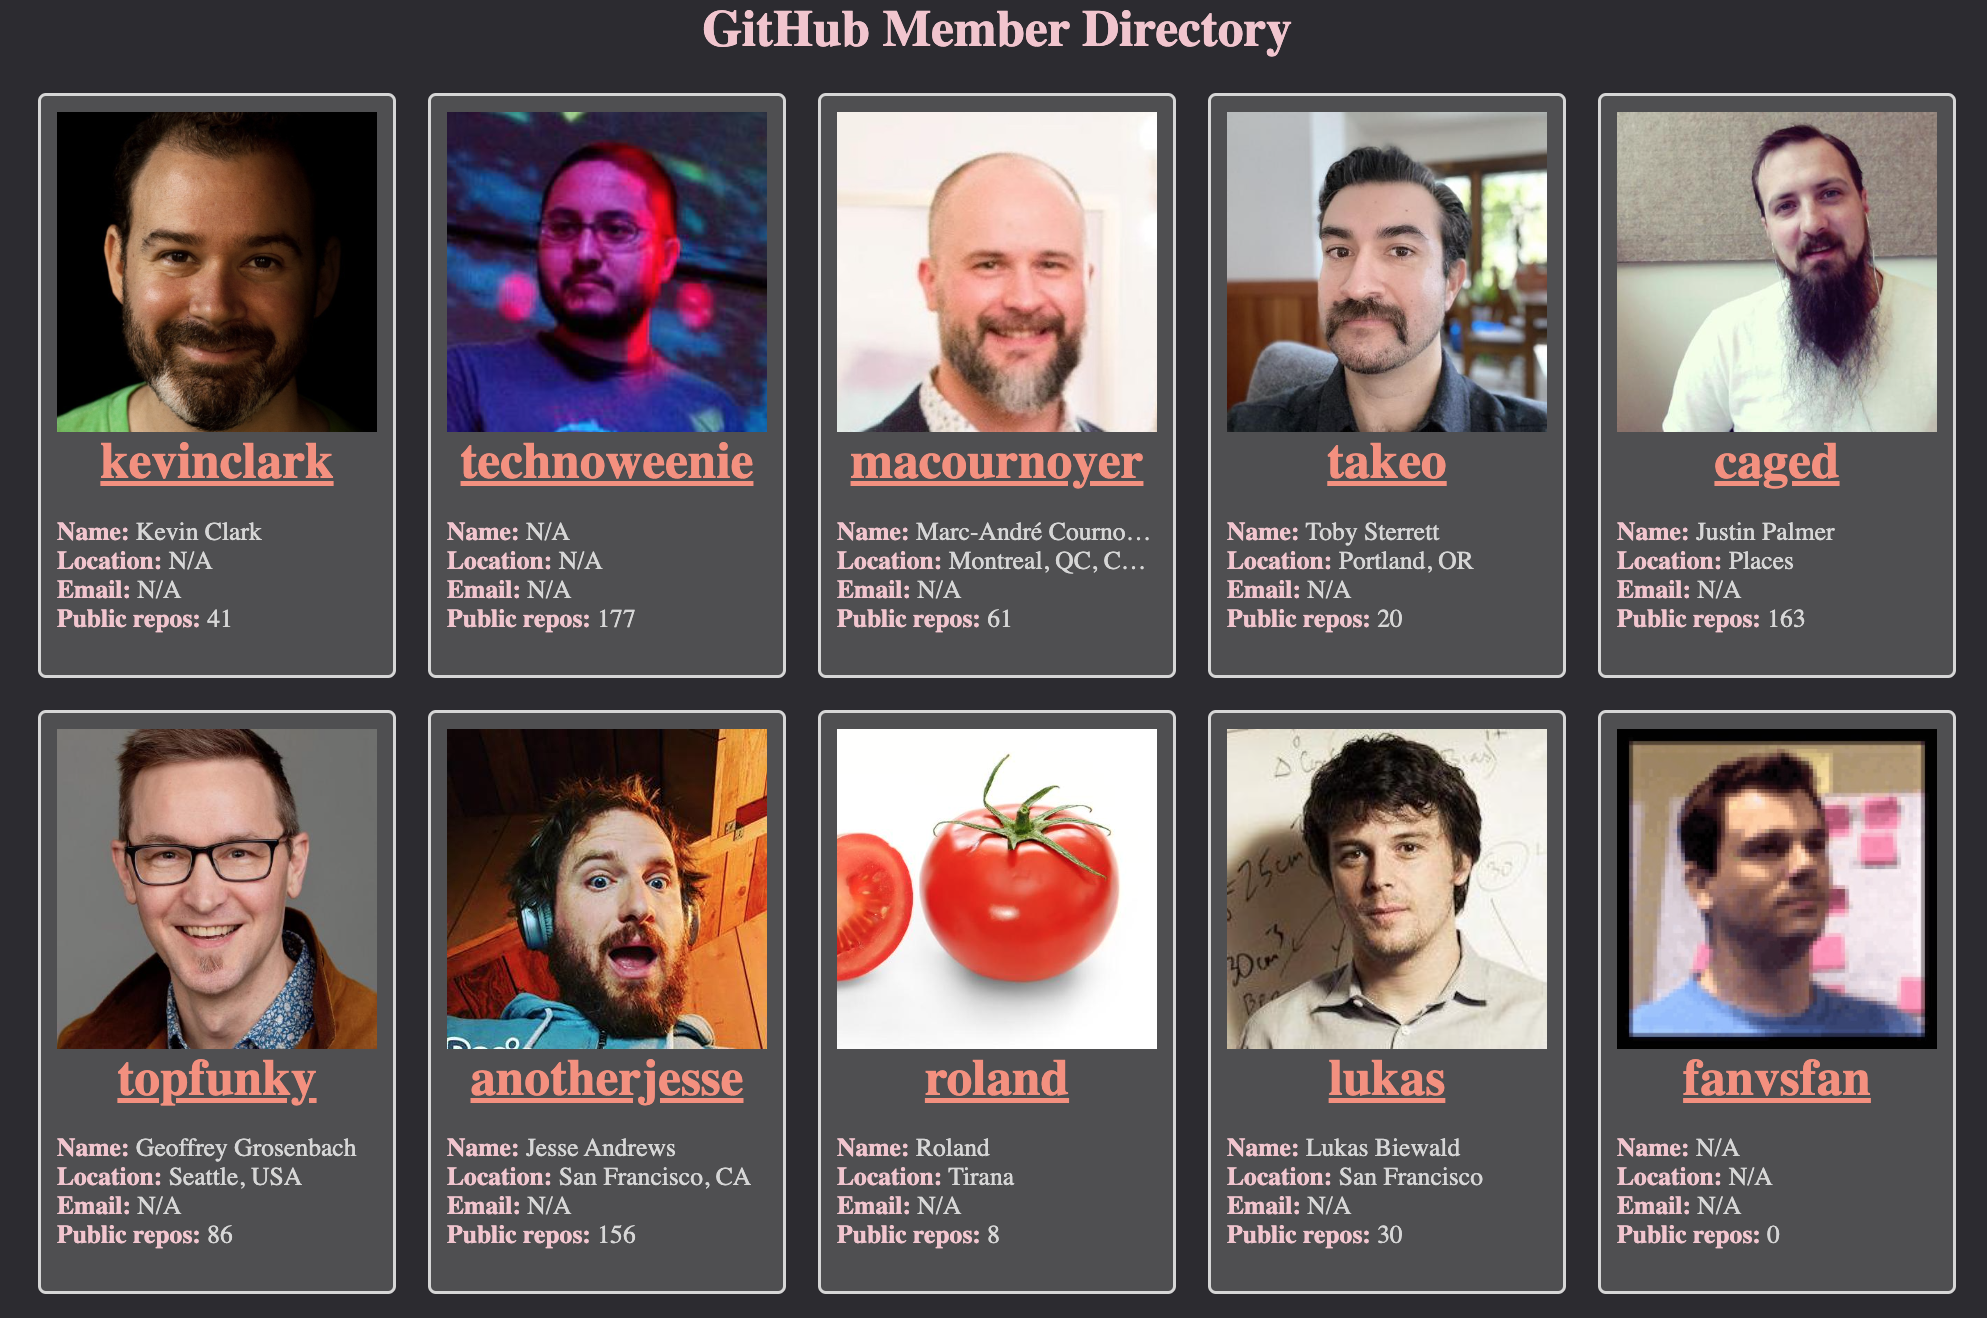 GitHub Member Directory
kevinclark
Name: Kevin Clark
Location: N/A
Email: N/A
Public repos: 41
technoweenie
Name: N/A
Location: N/A
Email: N/A
Public repos: 177
macournoyer
Name: Marc-André Courno…
Location: Montreal, QC, C…
Email: N/A
Public repos: 61
takeo
Name: Toby Sterrett
Location: Portland, OR
Email: N/A
Public repos: 20
caged
Name: Justin Palmer
Location: Places
Email: N/A
Public repos: 163
topfunky
Name: Geoffrey Grosenbach
Location: Seattle, USA
Email: N/A
Public repos: 86
anotherjesse
Name: Jesse Andrews
Location: San Francisco, CA
Email: N/A
Public repos: 156
roland
Name: Roland
Location: Tirana
Email: N/A
Public repos: 8
30
=25cm
30cm
lukas
Name: Lukas Biewald
Location: San Francisco
Email: N/A
Public repos: 30
fanvsfan
Name: N/A
Location: N/A
Email: N/A
Public repos: 0